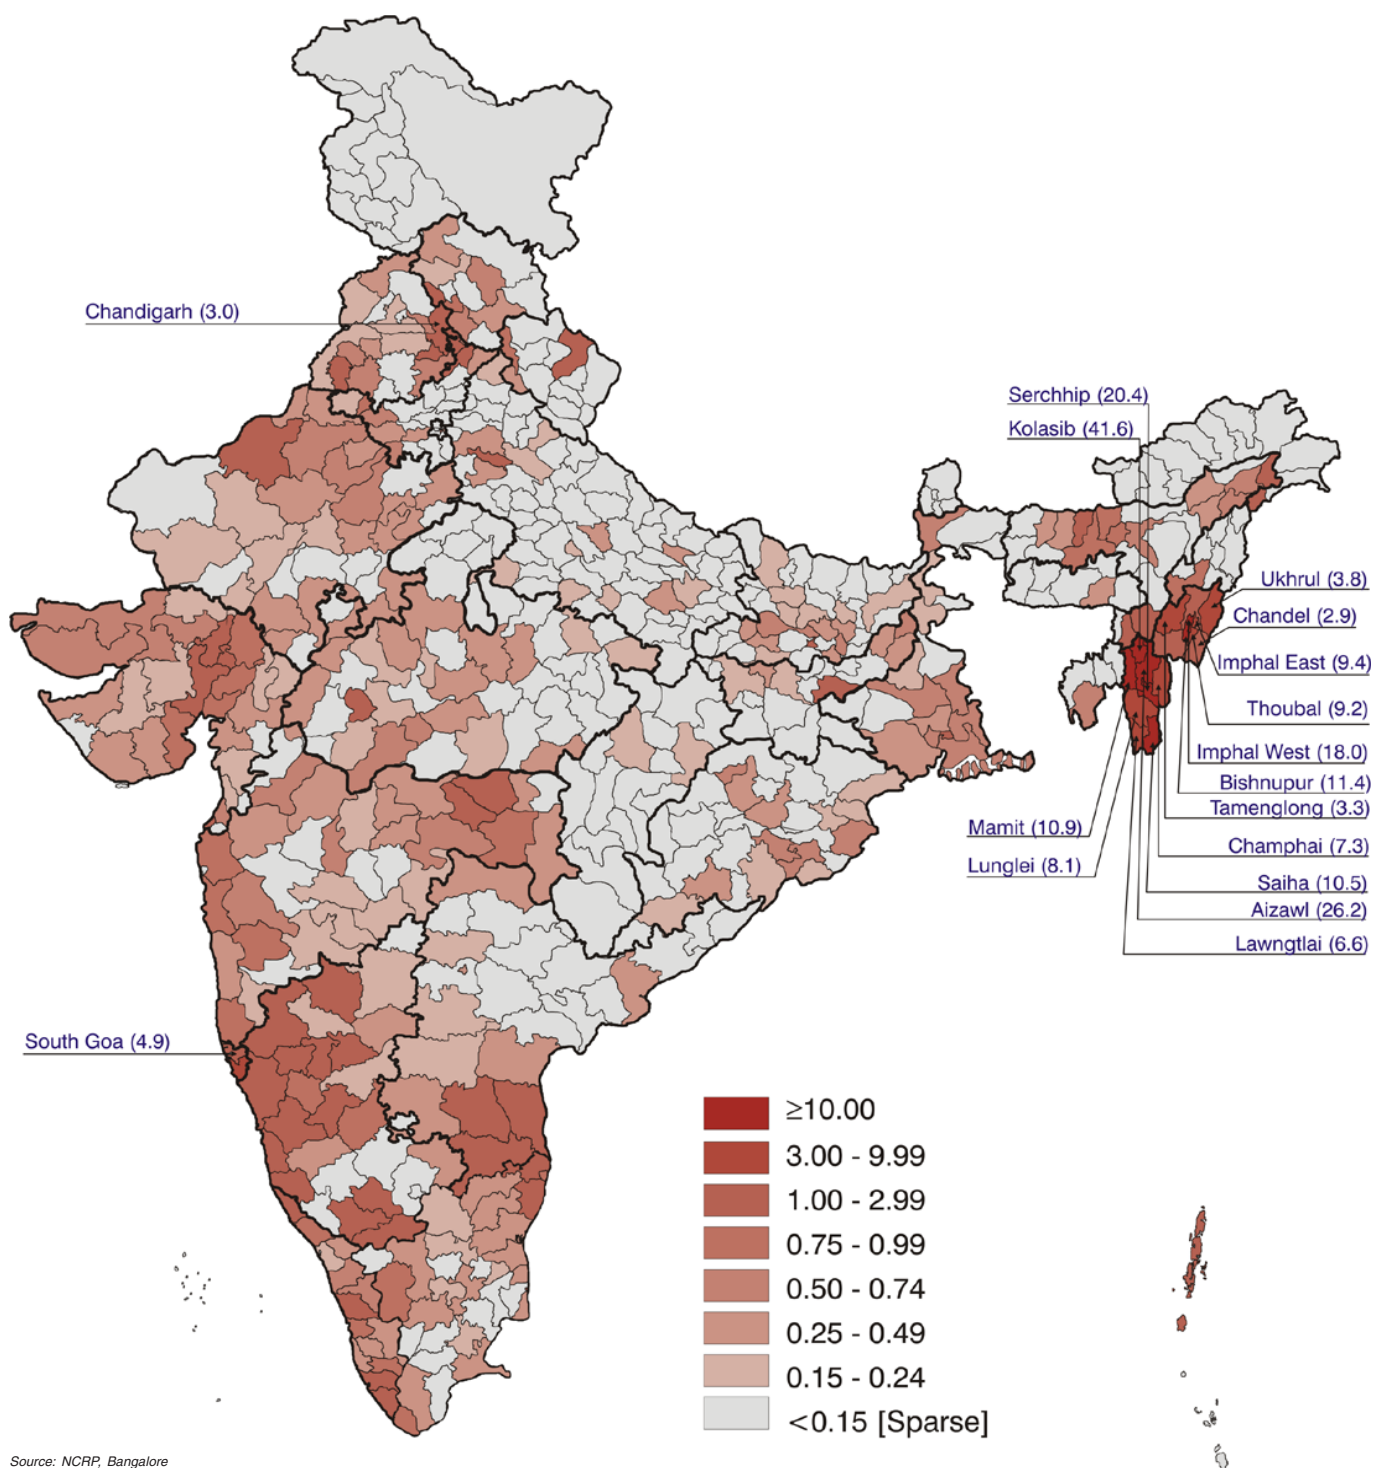 Chandigarh (3.0)
Serchhip (20.4)
Kolasib (41.6)
Ukhrul (3.8)
Chandel (2.9)
Imphal East (9.4)
Thoubal (9.2)
Imphal West (18.0)
Bishnupur (11.4)
Tamenglong (3.3)
Mamit (10.9)
Champhai (7.3)
Lunglei (8.1)
Saiha (10.5)
Aizawl (26.2)
Lawngtlai (6.6)
South Goa (4.9)
≥10.00
3.00 - 9.99
1.00 - 2.99
0.75 - 0.99
0.50 - 0.74
0.25 - 0.49
0.15 - 0.24
<0.15 [Sparse]
Source: NCRP, Bangalore